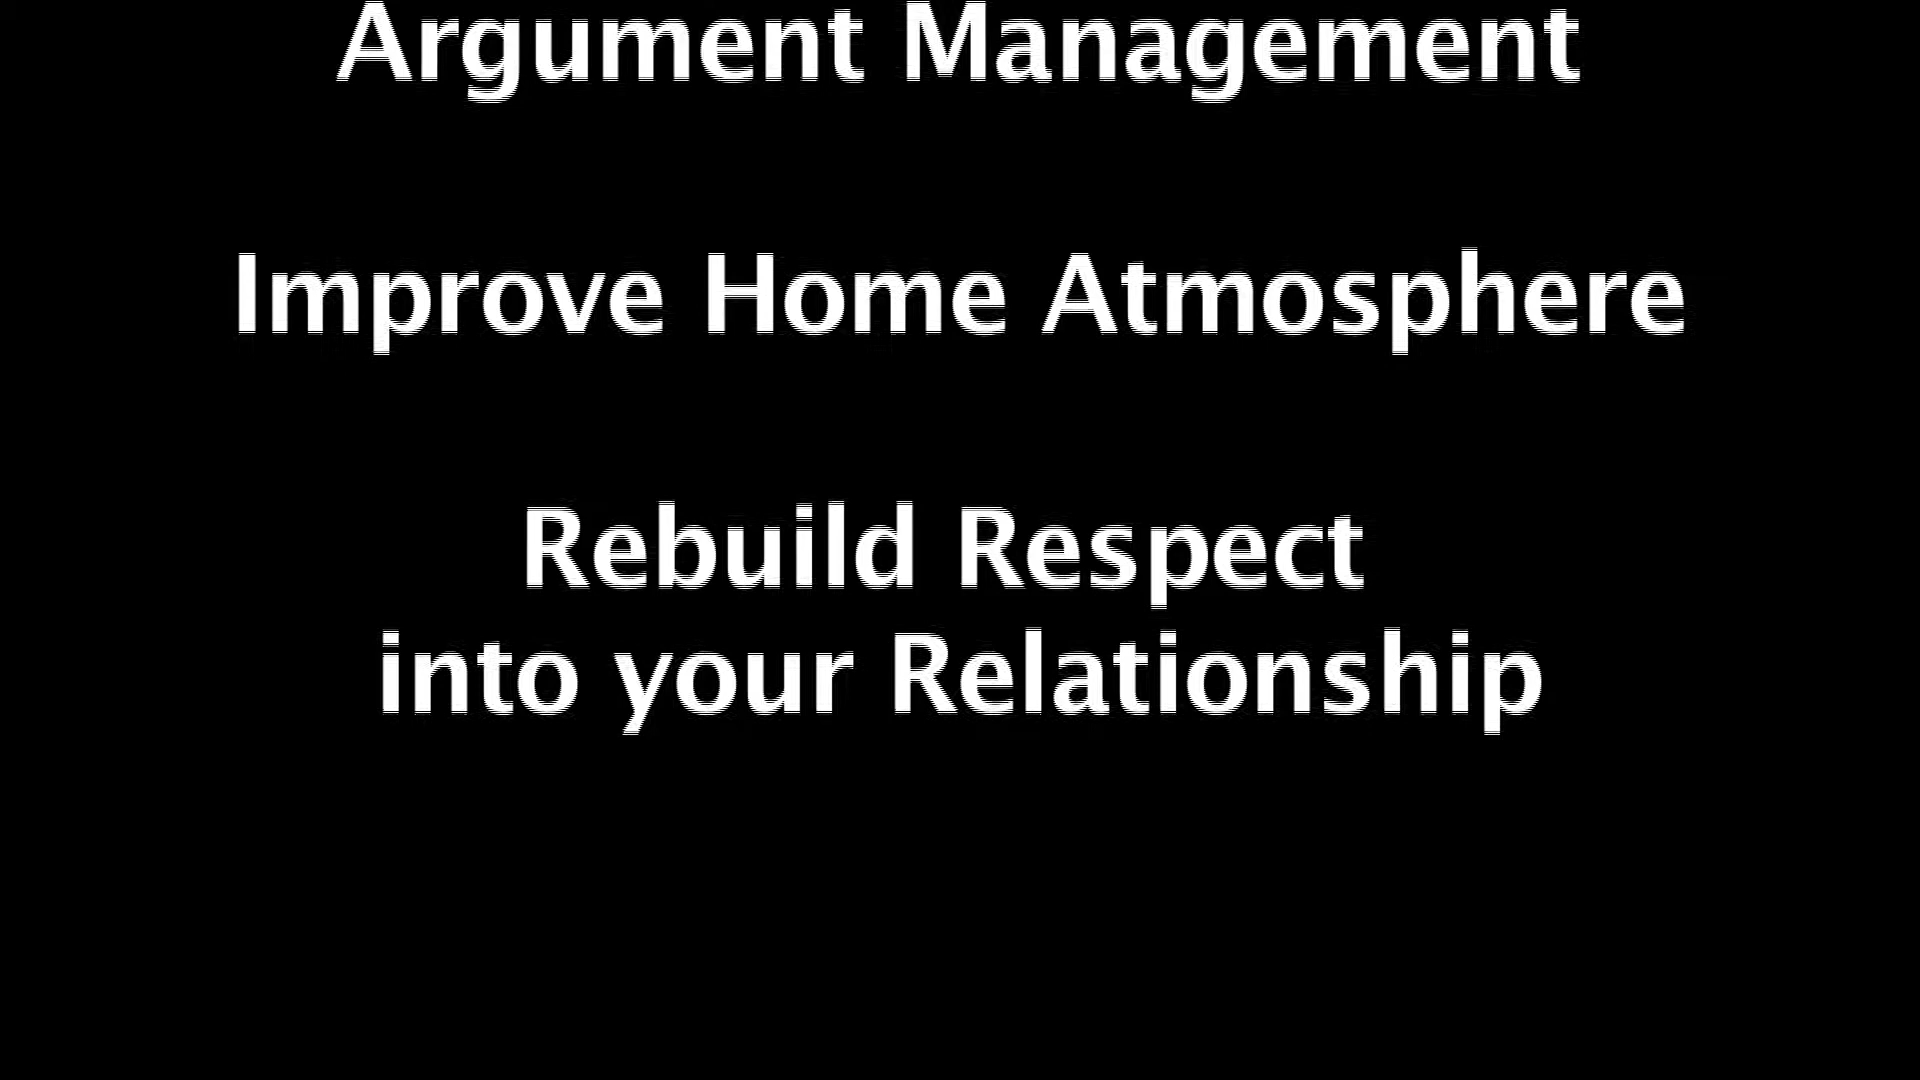 Argument Management
Improve Home Atmosphere
Rebuild Respect
into your Relationship